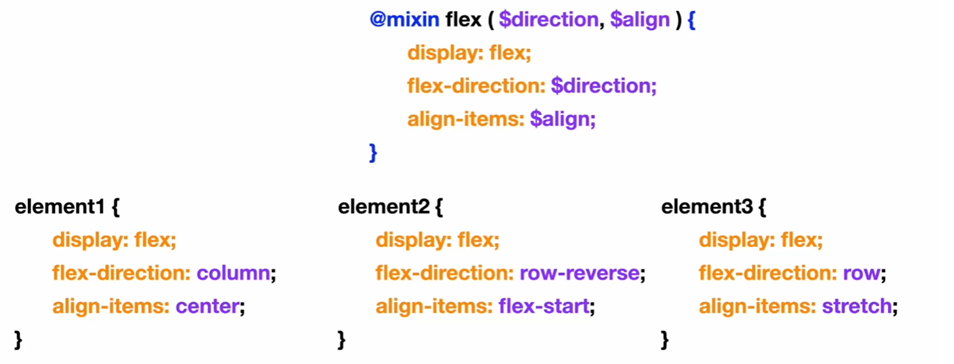 @mixin flex ( $direction, $align ) {
display: flex;
flex-direction: $direction;
align-items: $align;
}
element1 {
display: flex;
flex-direction: column;
align-items: center;
}
element2 {
display: flex;
flex-direction: row-reverse;
align-items: flex-start;
}
element3 {
display: flex;
flex-direction: row;
align-items: stretch;
}